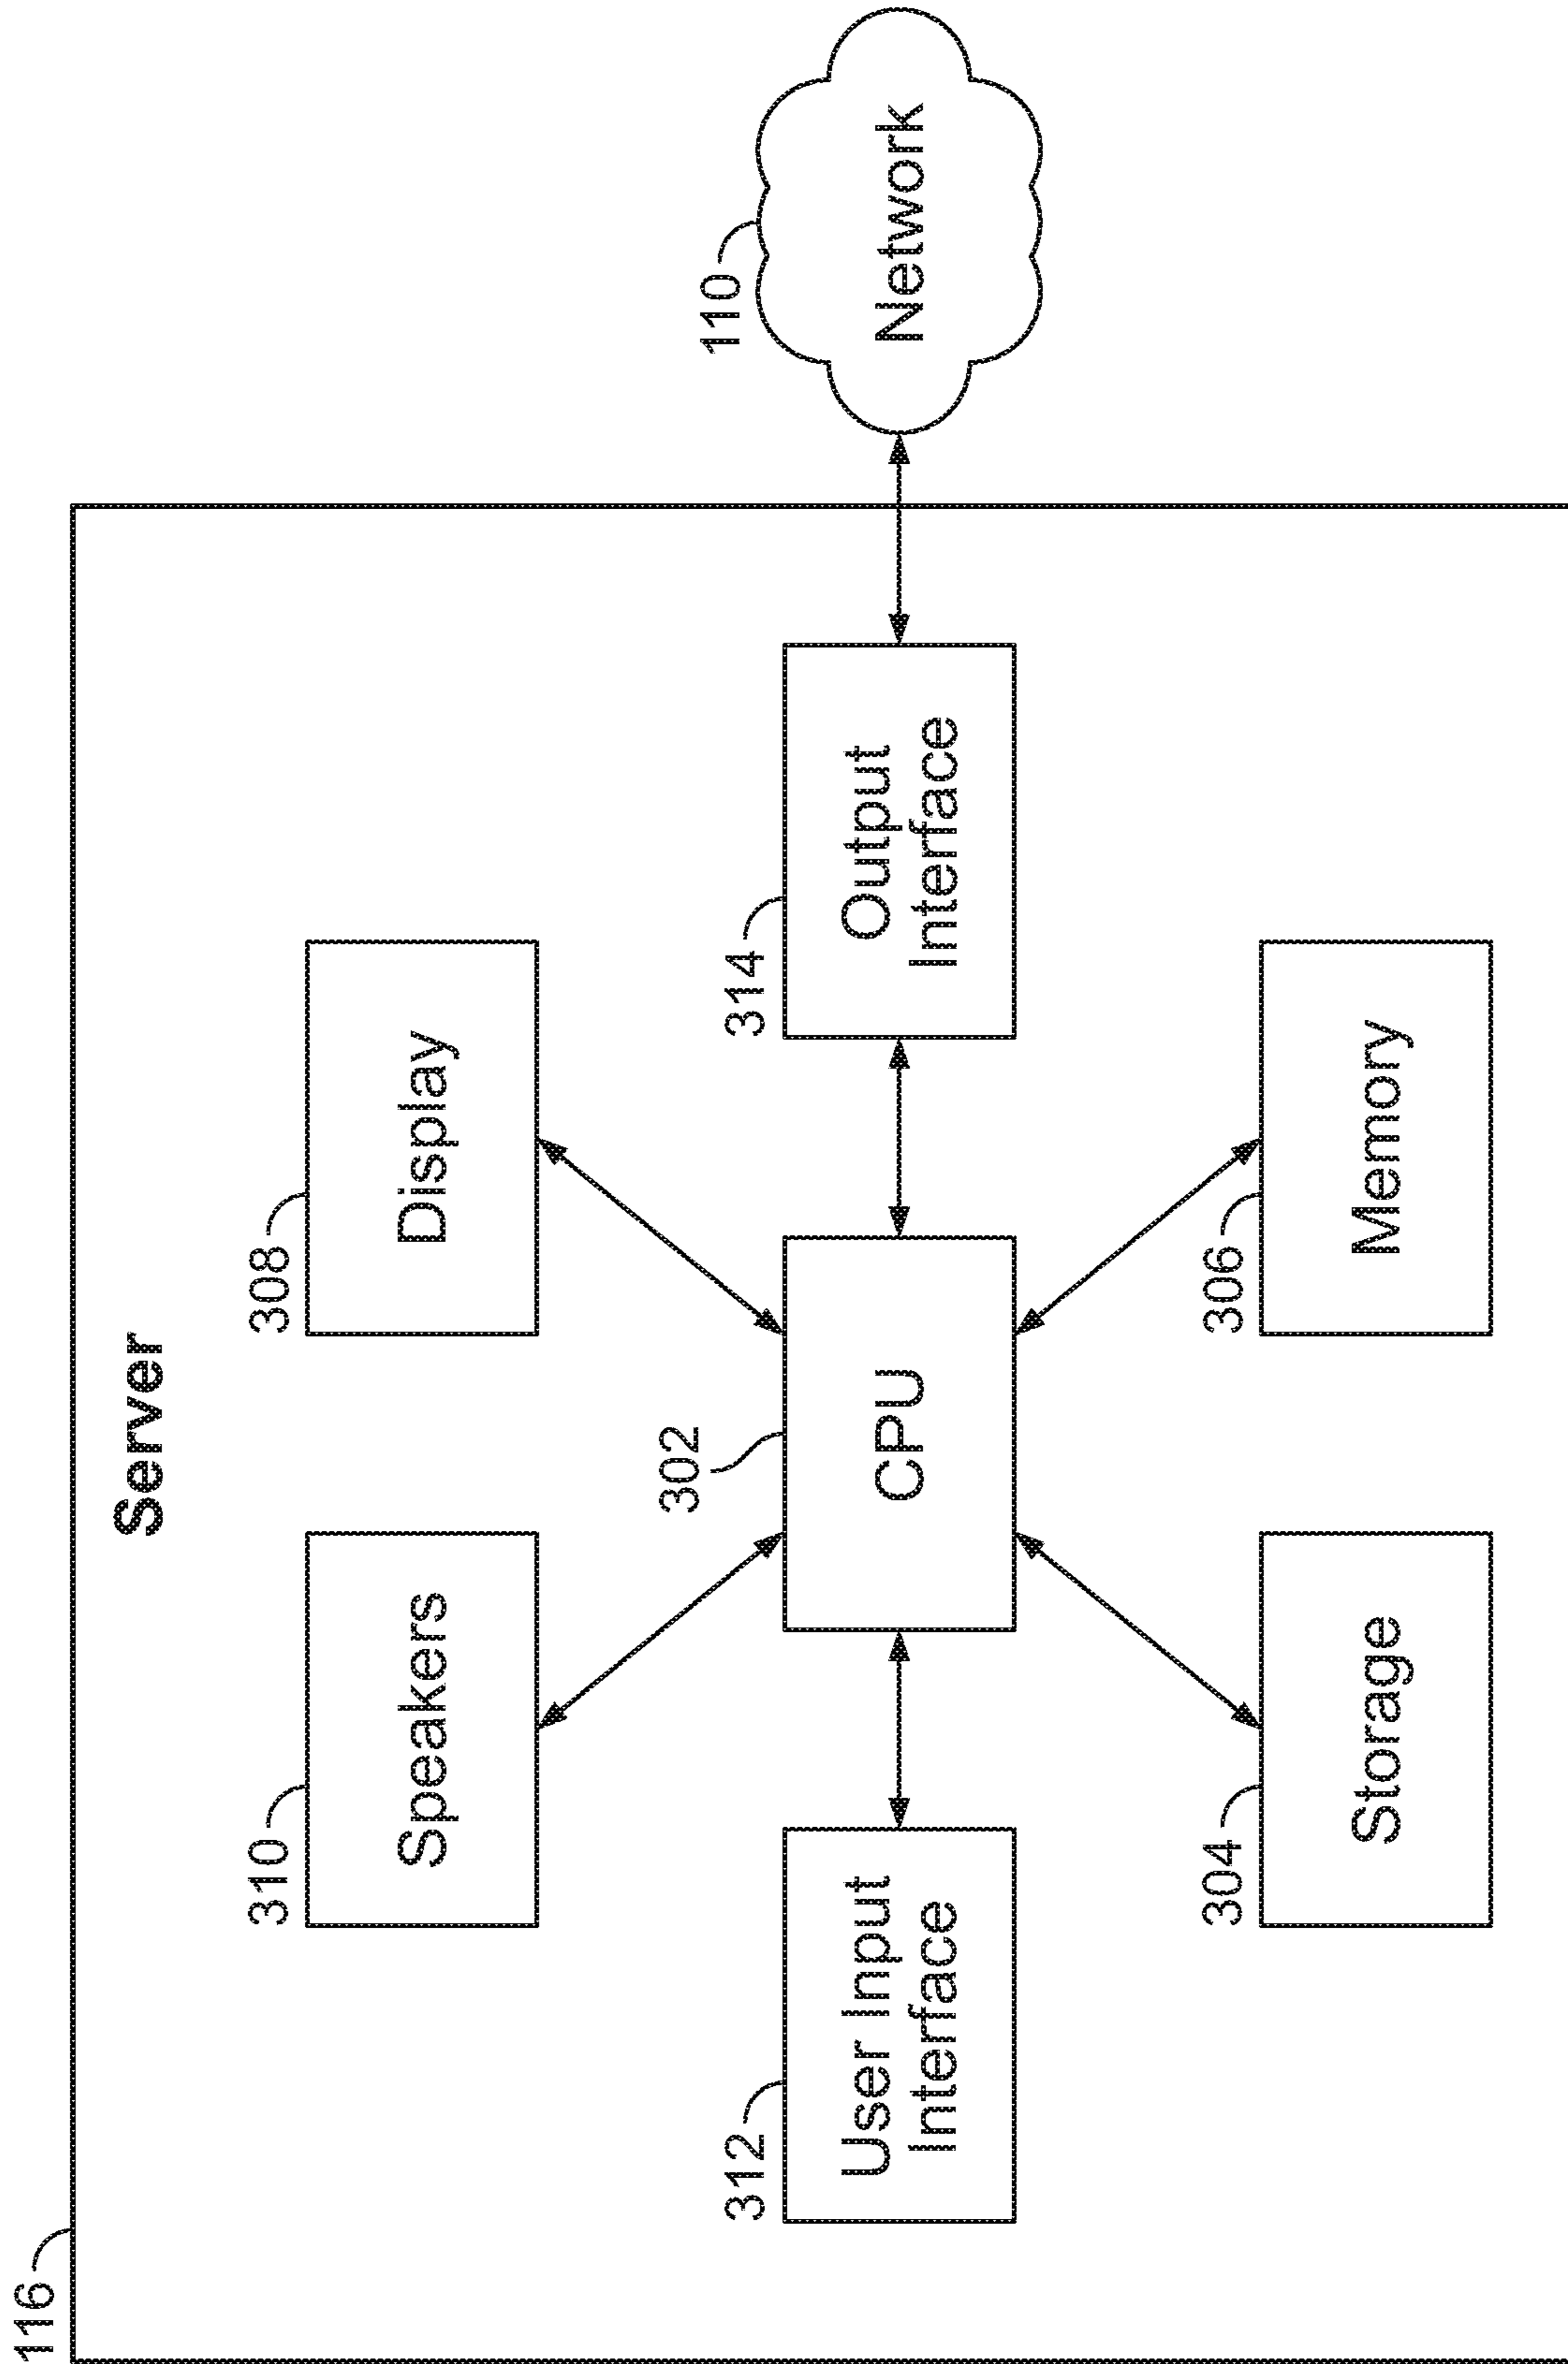 116
Server
310
Speakers
308
Display
312
User Input
Interface
302
CPU
314
Output
Interface
110
Network
304
Storage
306
Memory